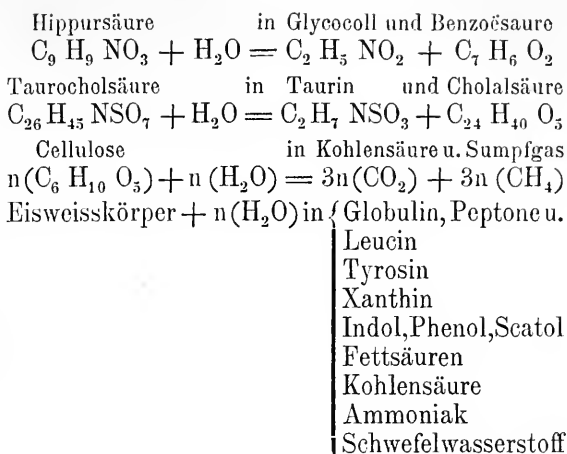 Hippursäure in Glycocoll und Benzoësaure
C₉ H₉ NO₃ + H₂O = C₂ H₅ NO₂ + C₇ H₆ O₂
Taurocholsäure in Taurin und Cholalsäure
C₂₆ H₄₅ NSO₇ + H₂O = C₂ H₇ NSO₃ + C₂₄ H₄₀ O₅
Cellulose in Kohlensäure u. Sumpfgas
n(C₆ H₁₀ O₅) + n (H₂O) = 3n(CO₂) + 3n (CH₄)
Eisweisskörper + n(H₂O) in { Globulin, Peptone u.
Leucin
Tyrosin
Xanthin
Indol, Phenol, Scatol
Fettsäuren
Kohlensäure
Ammoniak
Schwefelwasserstoff